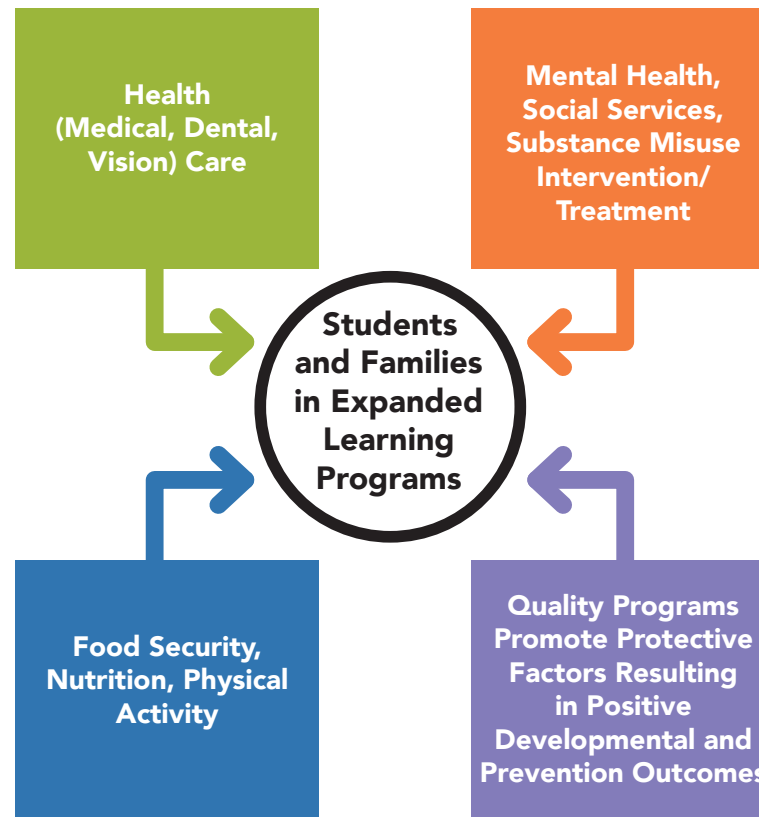 Health
(Medical, Dental,
Vision) Care
Mental Health,
Social Services,
Substance Misuse
Intervention/
Treatment
Students
and Families
in Expanded
Learning
Programs
Food Security,
Nutrition, Physical
Activity
Quality Programs
Promote Protective
Factors Resulting
in Positive
Developmental and
Prevention Outcomes